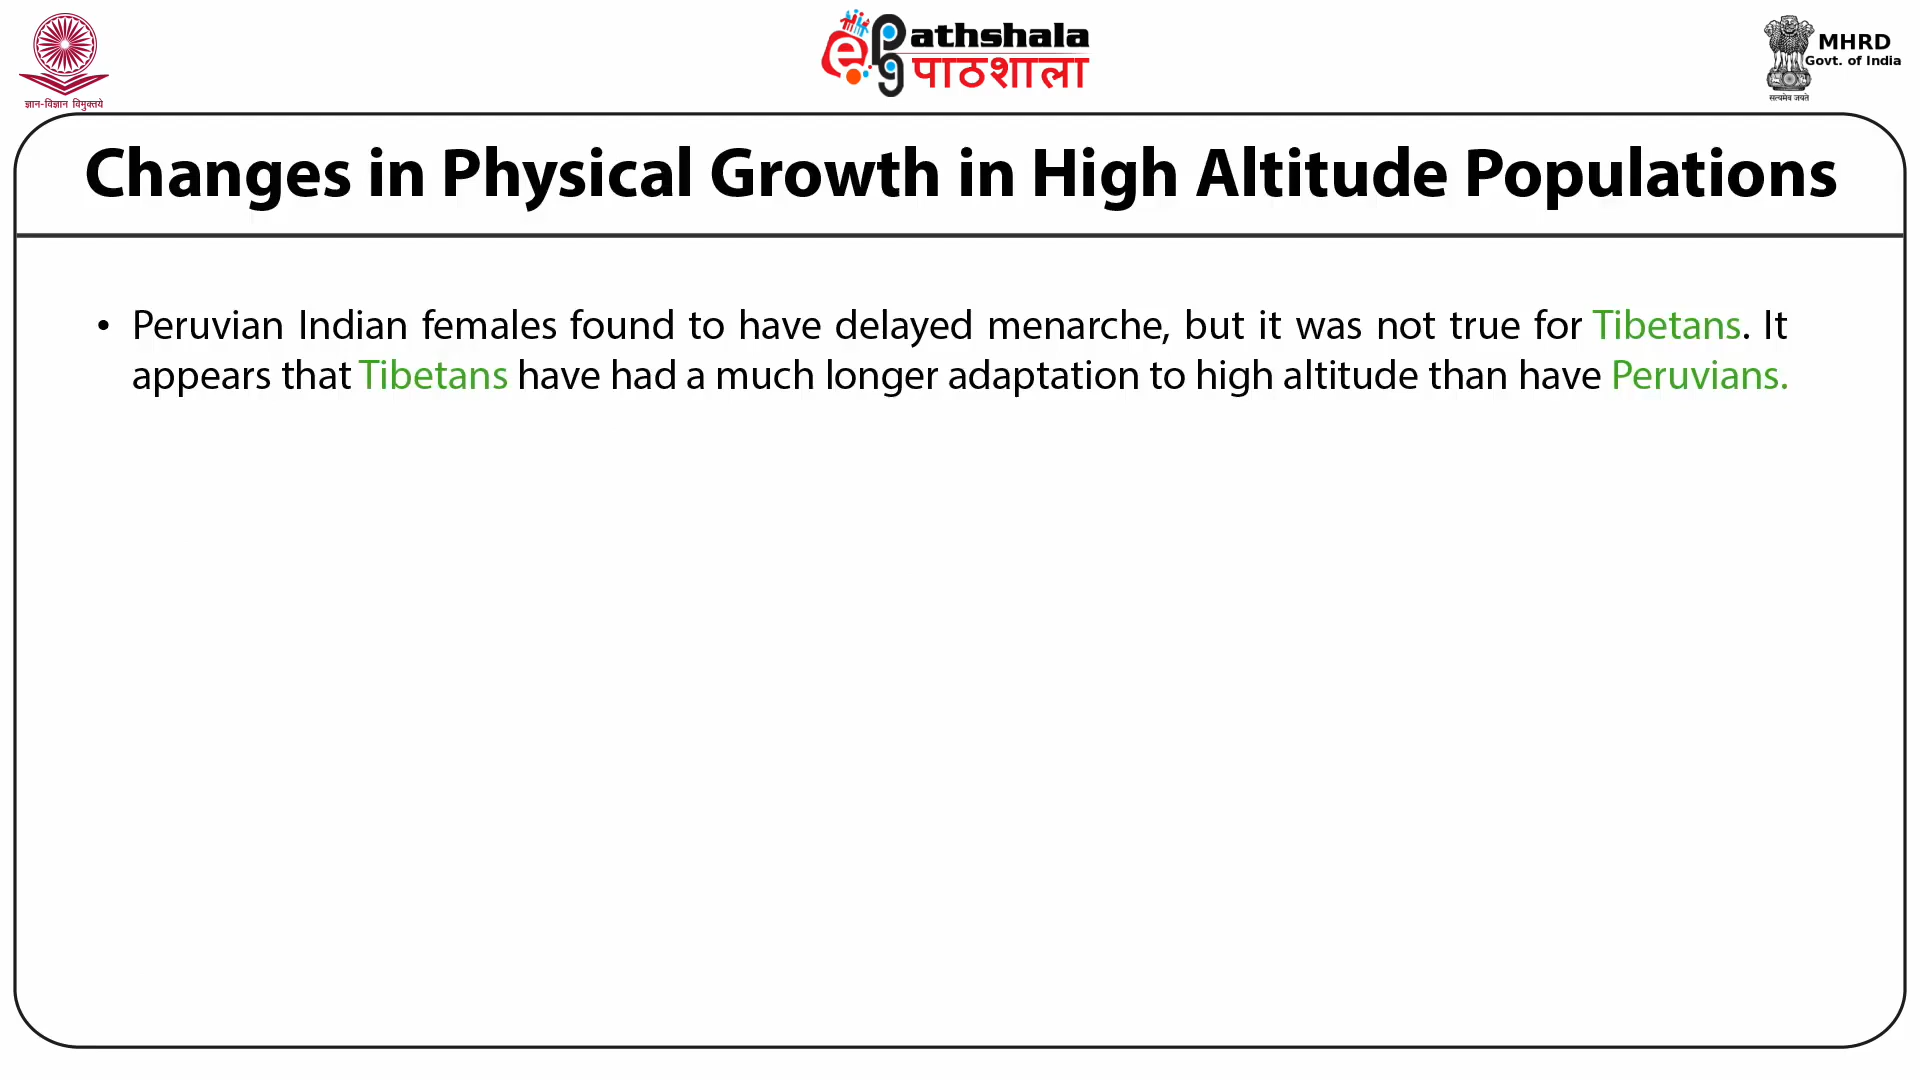 ज्ञान-विज्ञान विमुक्तये
e Pg athshala
पाठशाला
MHRD
Govt. of India
सत्यमेव जयते
Changes in Physical Growth in High Altitude Populations
• Peruvian Indian females found to have delayed menarche, but it was not true for Tibetans. It
appears that Tibetans have had a much longer adaptation to high altitude than have Peruvians.